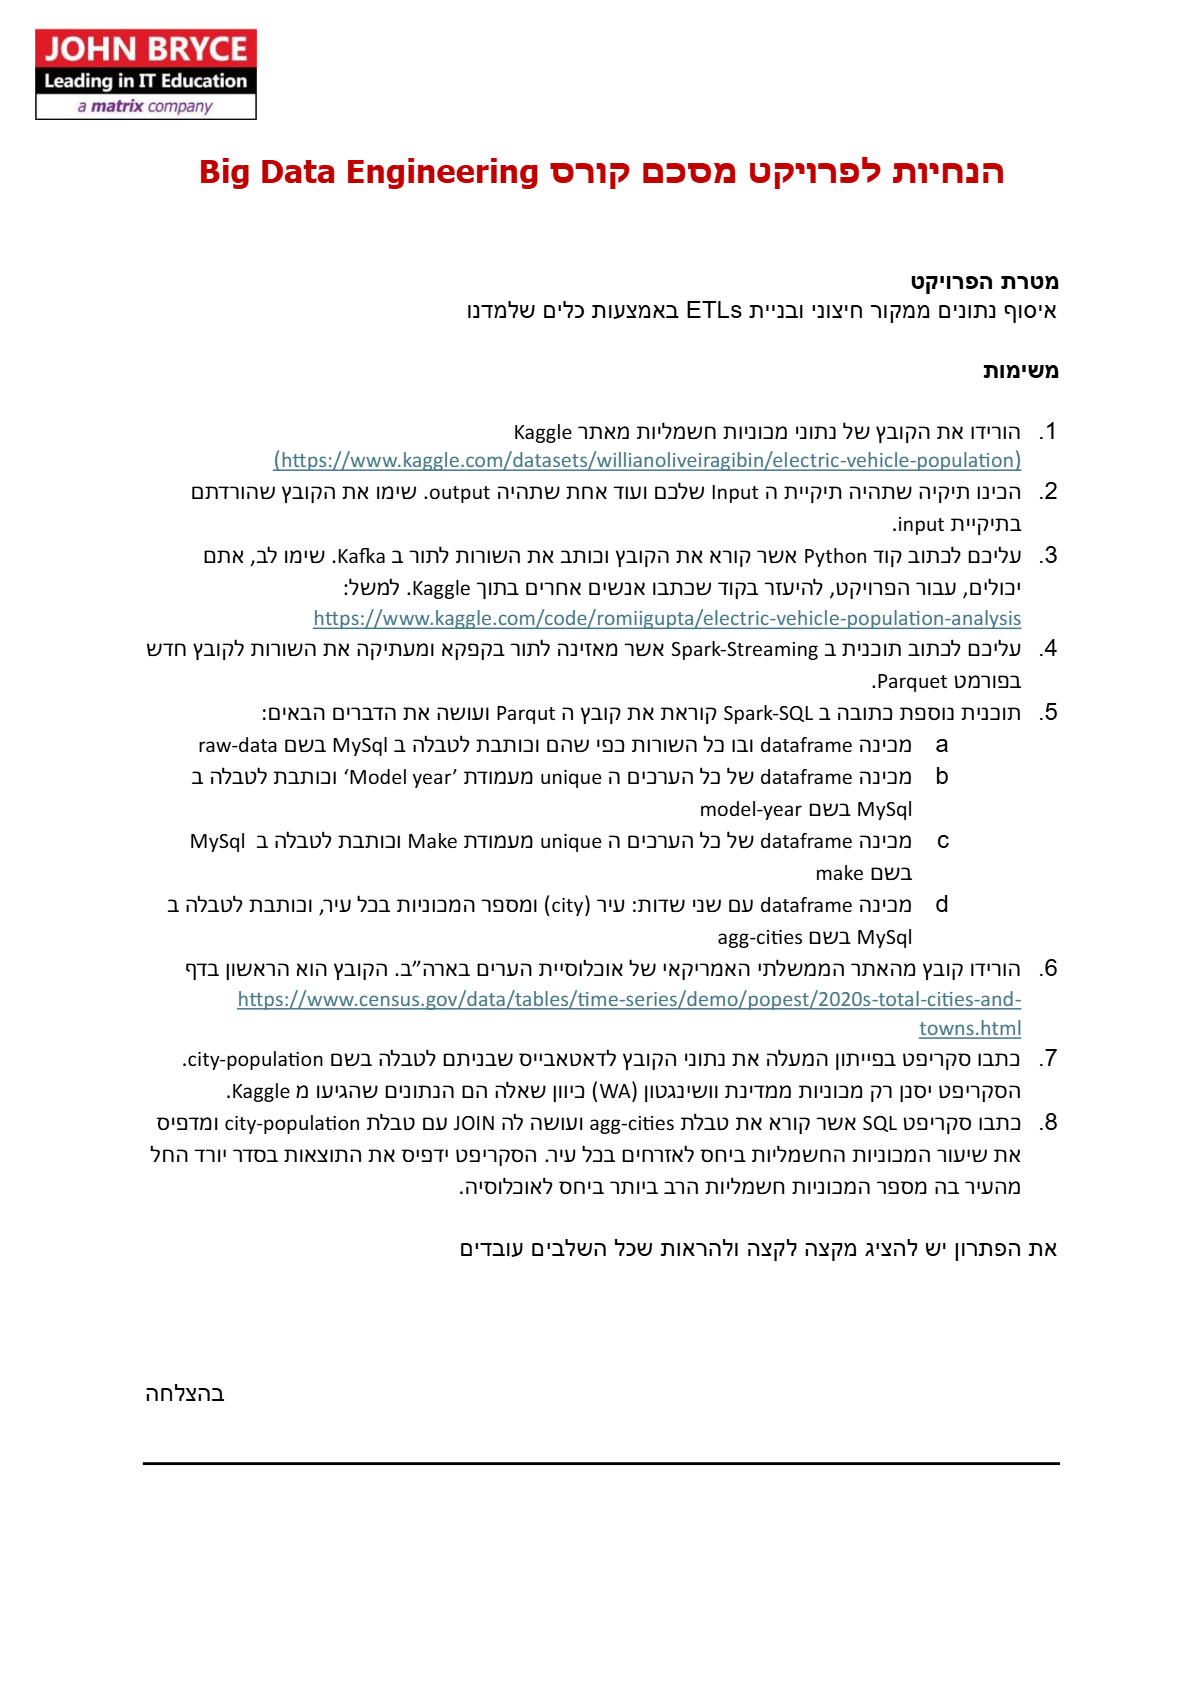 JOHN BRYCE
Leading in IT Education
a matrix company
הנחיות לפרויקט מסכם קורס Big Data Engineering
מטרת הפרויקט
איסוף נתונים ממקור חיצוני ובניית ETLs באמצעות כלים שלמדנו
משימות
1. הורידו את הקובץ של נתוני מכוניות חשמליות מאתר Kaggle
(https://www.kaggle.com/datasets/willianoliveiragibin/electric-vehicle-population)
2. הכינו תיקיה שתהיה תיקיית ה Input שלכם ועוד אחת שתהיה output. שימו את הקובץ שהורדתם
בתיקיית input.
3. עליכם לכתוב קוד Python אשר קורא את הקובץ וכותב את השורות לתור ב Kafka. שימו לב, אתם
יכולים, עבור הפרויקט, להיעזר בקוד שכתבו אנשים אחרים בתוך Kaggle. למשל:
https://www.kaggle.com/code/romiigupta/electric-vehicle-population-analysis
4. עליכם לכתוב תוכנית ב Spark-Streaming אשר מאזינה לתור בקפקא ומעתיקה את השורות לקובץ חדש
בפורמט Parquet.
5. תוכנית נוספת כתובה ב Spark-SQL קוראת את קובץ ה Parqut ועושה את הדברים הבאים:
a מכינה dataframe ובו כל השורות כפי שהם וכותבת לטבלה ב MySql בשם raw-data
b מכינה dataframe של כל הערכים ה unique מעמודת ’Model year‘ וכותבת לטבלה ב
MySql בשם model-year
c מכינה dataframe של כל הערכים ה unique מעמודת Make וכותבת לטבלה ב MySql
בשם make
d מכינה dataframe עם שני שדות: עיר (city) ומספר המכוניות בכל עיר, וכותבת לטבלה ב
MySql בשם agg-cities
6. הורידו קובץ מהאתר הממשלתי האמריקאי של אוכלוסיית הערים בארה”ב. הקובץ הוא הראשון בדף
https://www.census.gov/data/tables/time-series/demo/popest/2020s-total-cities-and-
towns.html
7. כתבו סקריפט בפייתון המעלה את נתוני הקובץ לדאטאבייס שבניתם לטבלה בשם city-population.
הסקריפט יסנן רק מכוניות ממדינת וושינגטון (WA) כיוון שאלה הם הנתונים שהגיעו מ Kaggle.
8. כתבו סקריפט SQL אשר קורא את טבלת agg-cities ועושה לה JOIN עם טבלת city-population ומדפיס
את שיעור המכוניות החשמליות ביחס לאזרחים בכל עיר. הסקריפט ידפיס את התוצאות בסדר יורד החל
מהעיר בה מספר המכוניות חשמליות הרב ביותר ביחס לאוכלוסיה.
את הפתרון יש להציג מקצה לקצה ולהראות שכל השלבים עובדים
בהצלחה